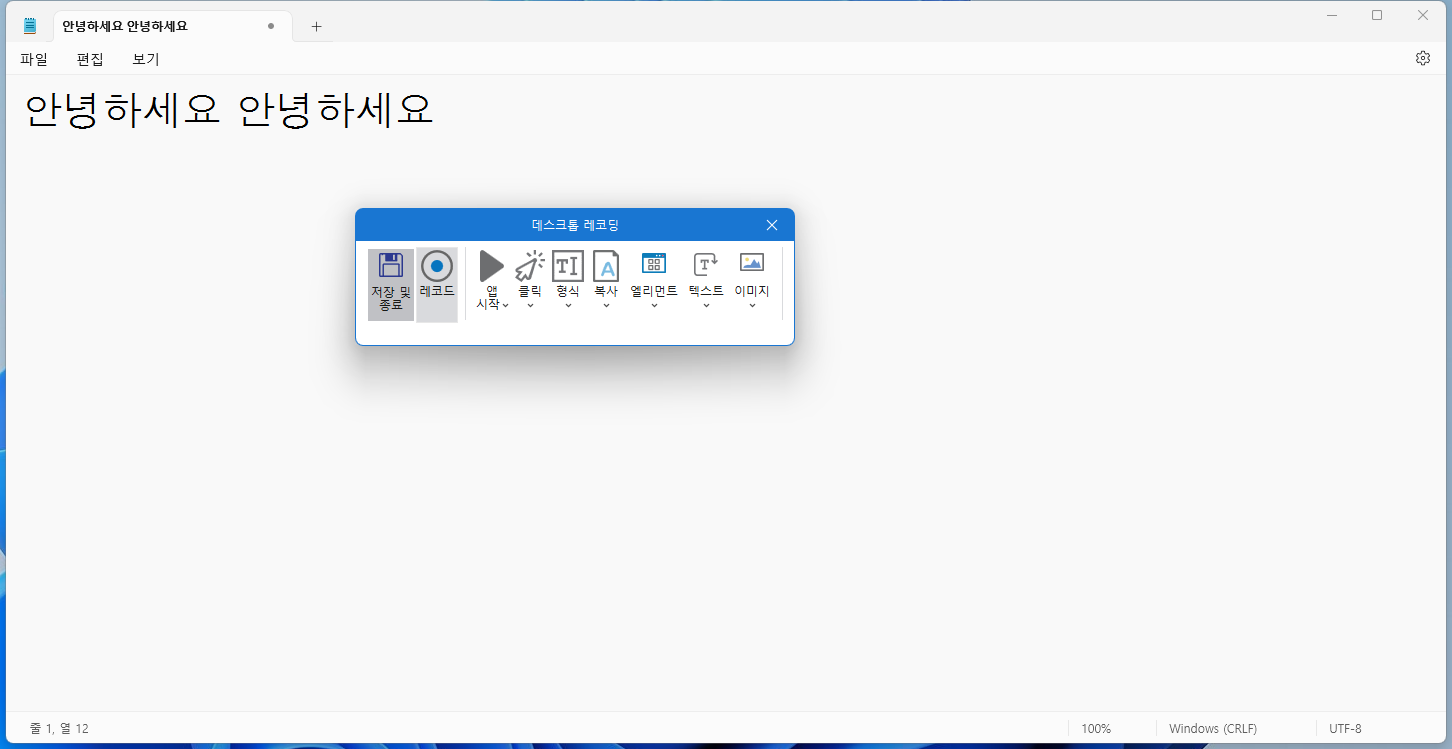 안녕하세요 안녕하세요
파일 편집 보기
안녕하세요 안녕하세요
데스크톱 레코딩
저장 및 종료 레코드 앱 시작 클릭 형식 복사 엘리먼트 텍스트 이미지
줄 1, 열 12 100% Windows (CRLF) UTF-8